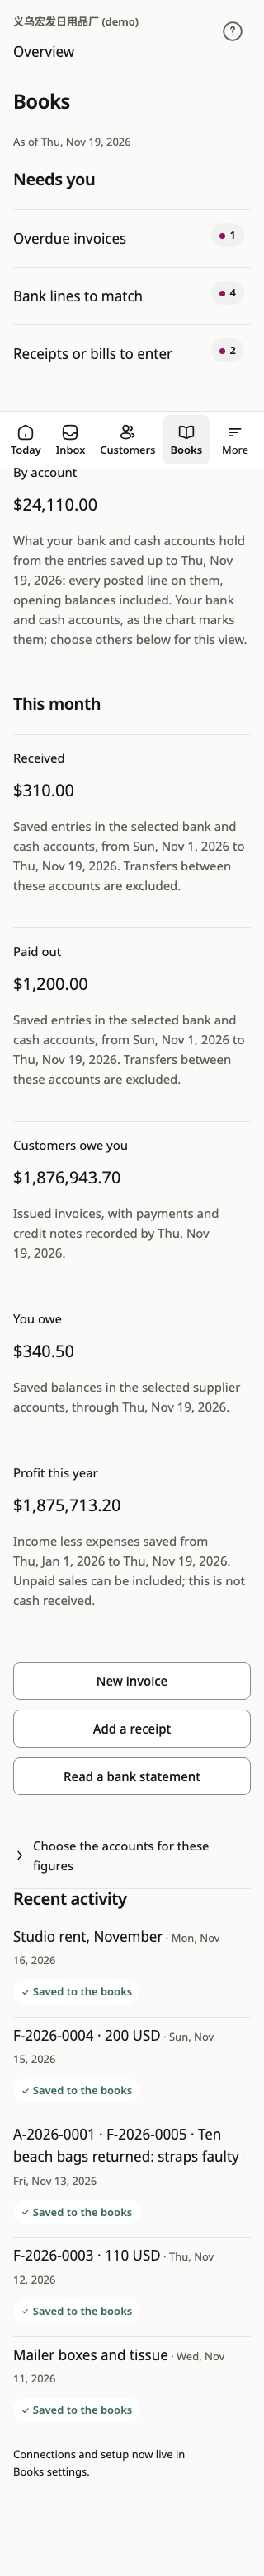 义乌宏发日用品厂 (demo)
Overview
Books
As of Thu, Nov 19, 2026
Needs you
Overdue invoices
1
Bank lines to match
4
Receipts or bills to enter
2
Today
Inbox
Customers
Books
More
By account
$24,110.00
What your bank and cash accounts hold
from the entries saved up to Thu, Nov
19, 2026: every posted line on them,
opening balances included. Your bank
and cash accounts, as the chart marks
them; choose others below for this view.
This month
Received
$310.00
Saved entries in the selected bank and
cash accounts, from Sun, Nov 1, 2026 to
Thu, Nov 19, 2026. Transfers between
these accounts are excluded.
Paid out
$1,200.00
Saved entries in the selected bank and
cash accounts, from Sun, Nov 1, 2026 to
Thu, Nov 19, 2026. Transfers between
these accounts are excluded.
Customers owe you
$1,876,943.70
Issued invoices, with payments and
credit notes recorded by Thu, Nov
19, 2026.
You owe
$340.50
Saved balances in the selected supplier
accounts, through Thu, Nov 19, 2026.
Profit this year
$1,875,713.20
Income less expenses saved from
Thu, Jan 1, 2026 to Thu, Nov 19, 2026.
Unpaid sales can be included; this is not
cash received.
New invoice
Add a receipt
Read a bank statement
Choose the accounts for these
figures
Recent activity
Studio rent, November · Mon, Nov
16, 2026
Saved to the books
F-2026-0004 · 200 USD · Sun, Nov
15, 2026
Saved to the books
A-2026-0001 · F-2026-0005 · Ten
beach bags returned: straps faulty ·
Fri, Nov 13, 2026
Saved to the books
F-2026-0003 · 110 USD · Thu, Nov
12, 2026
Saved to the books
Mailer boxes and tissue · Wed, Nov
11, 2026
Saved to the books
Connections and setup now live in
Books settings.